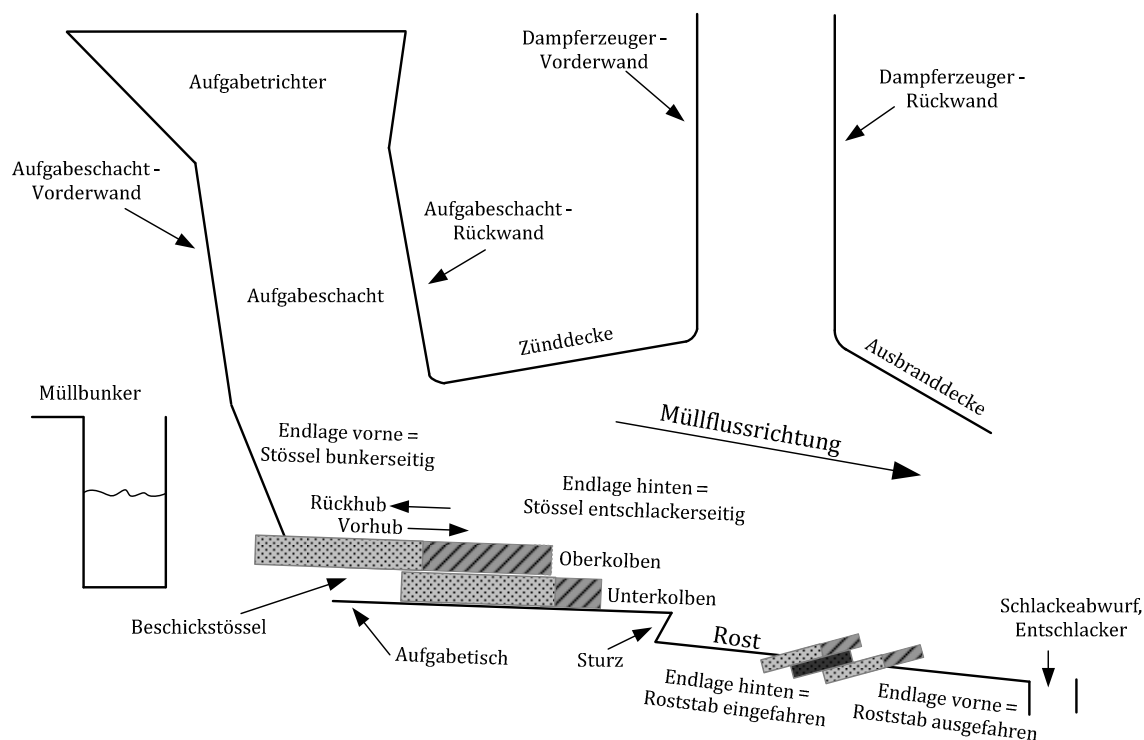 Aufgabetrichter
Dampferzeuger-
Vorderwand
Dampferzeuger-
Rückwand
Aufgabeschacht-
Vorderwand
Aufgabeschacht-
Rückwand
Aufgabeschacht
Zünddecke
Ausbranddecke
Müllbunker
Müllflussrichtung
Endlage vorne =
Stössel bunkerseitig
Endlage hinten =
Stössel entschlackerseitig
Rückhub
Vorhub
Oberkolben
Unterkolben
Beschickstössel
Aufgabetisch
Sturz
Rost
Schlackeabwurf,
Entschlacker
Endlage hinten =
Roststab eingefahren
Endlage vorne =
Roststab ausgefahren